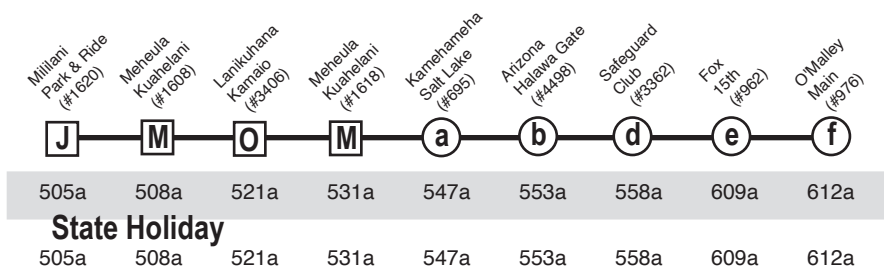 Mililani
Park & Ride
(#1620)
Meheula
Kuahelani
(#1608)
Lanikuhana
Kamaio
(#3406)
Meheula
Kuahelani
(#1618)
Kamehameha
Salt Lake
(#695)
Arizona
Halawa Gate
(#4498)
Safeguard
Club
(#3362)
Fox
15th
(#962)
O'Malley
Main
(#976)
J M O M a b d e f
505a 508a 521a 531a 547a 553a 558a 609a 612a
State Holiday
505a 508a 521a 531a 547a 553a 558a 609a 612a